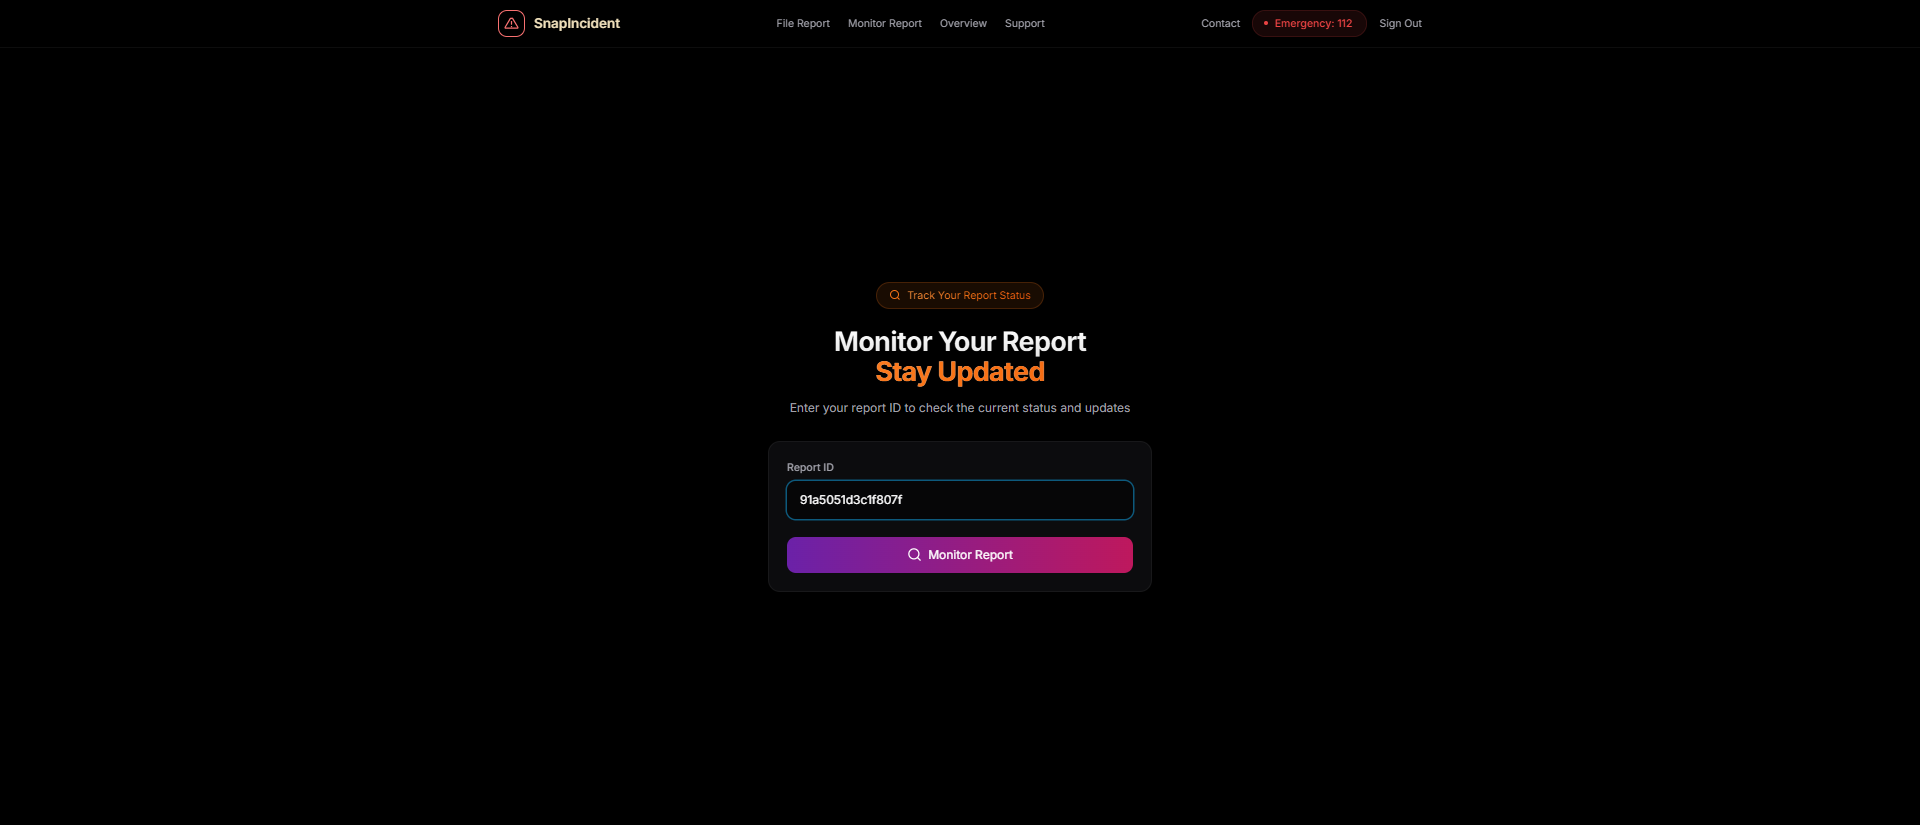 SnapIncident
File Report
Monitor Report
Overview
Support
Contact
Emergency: 112
Sign Out
Track Your Report Status
Monitor Your Report
Stay Updated
Enter your report ID to check the current status and updates
Report ID
91a5051d3c1f807f
Monitor Report